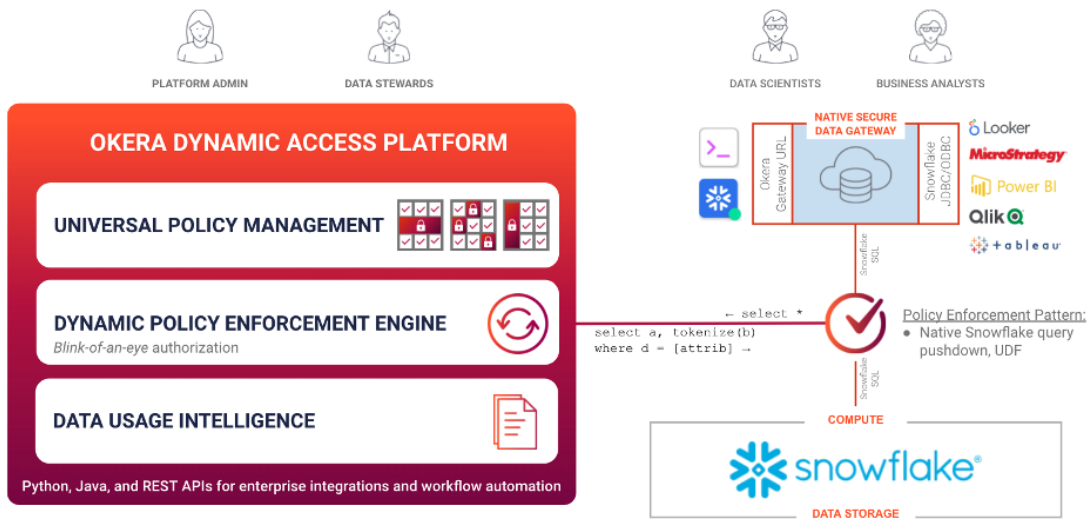 PLATFORM ADMIN
DATA STEWARDS
DATA SCIENTISTS
BUSINESS ANALYSTS
OKERA DYNAMIC ACCESS PLATFORM
UNIVERSAL POLICY MANAGEMENT
DYNAMIC POLICY ENFORCEMENT ENGINE
Blink-of-an-eye authorization
DATA USAGE INTELLIGENCE
Python, Java, and REST APIs for enterprise integrations and workflow automation
NATIVE SECURE
DATA GATEWAY
Okera
Gateway URL
Snowflake
JDBC/ODBC
Looker
MicroStrategy
Power BI
Qlik
+ableau
Snowflake
SQL
← select *
select a, tokenize(b)
where d = [attrib] →
Policy Enforcement Pattern:
● Native Snowflake query
pushdown, UDF
Snowflake
SQL
COMPUTE
snowflake®
DATA STORAGE